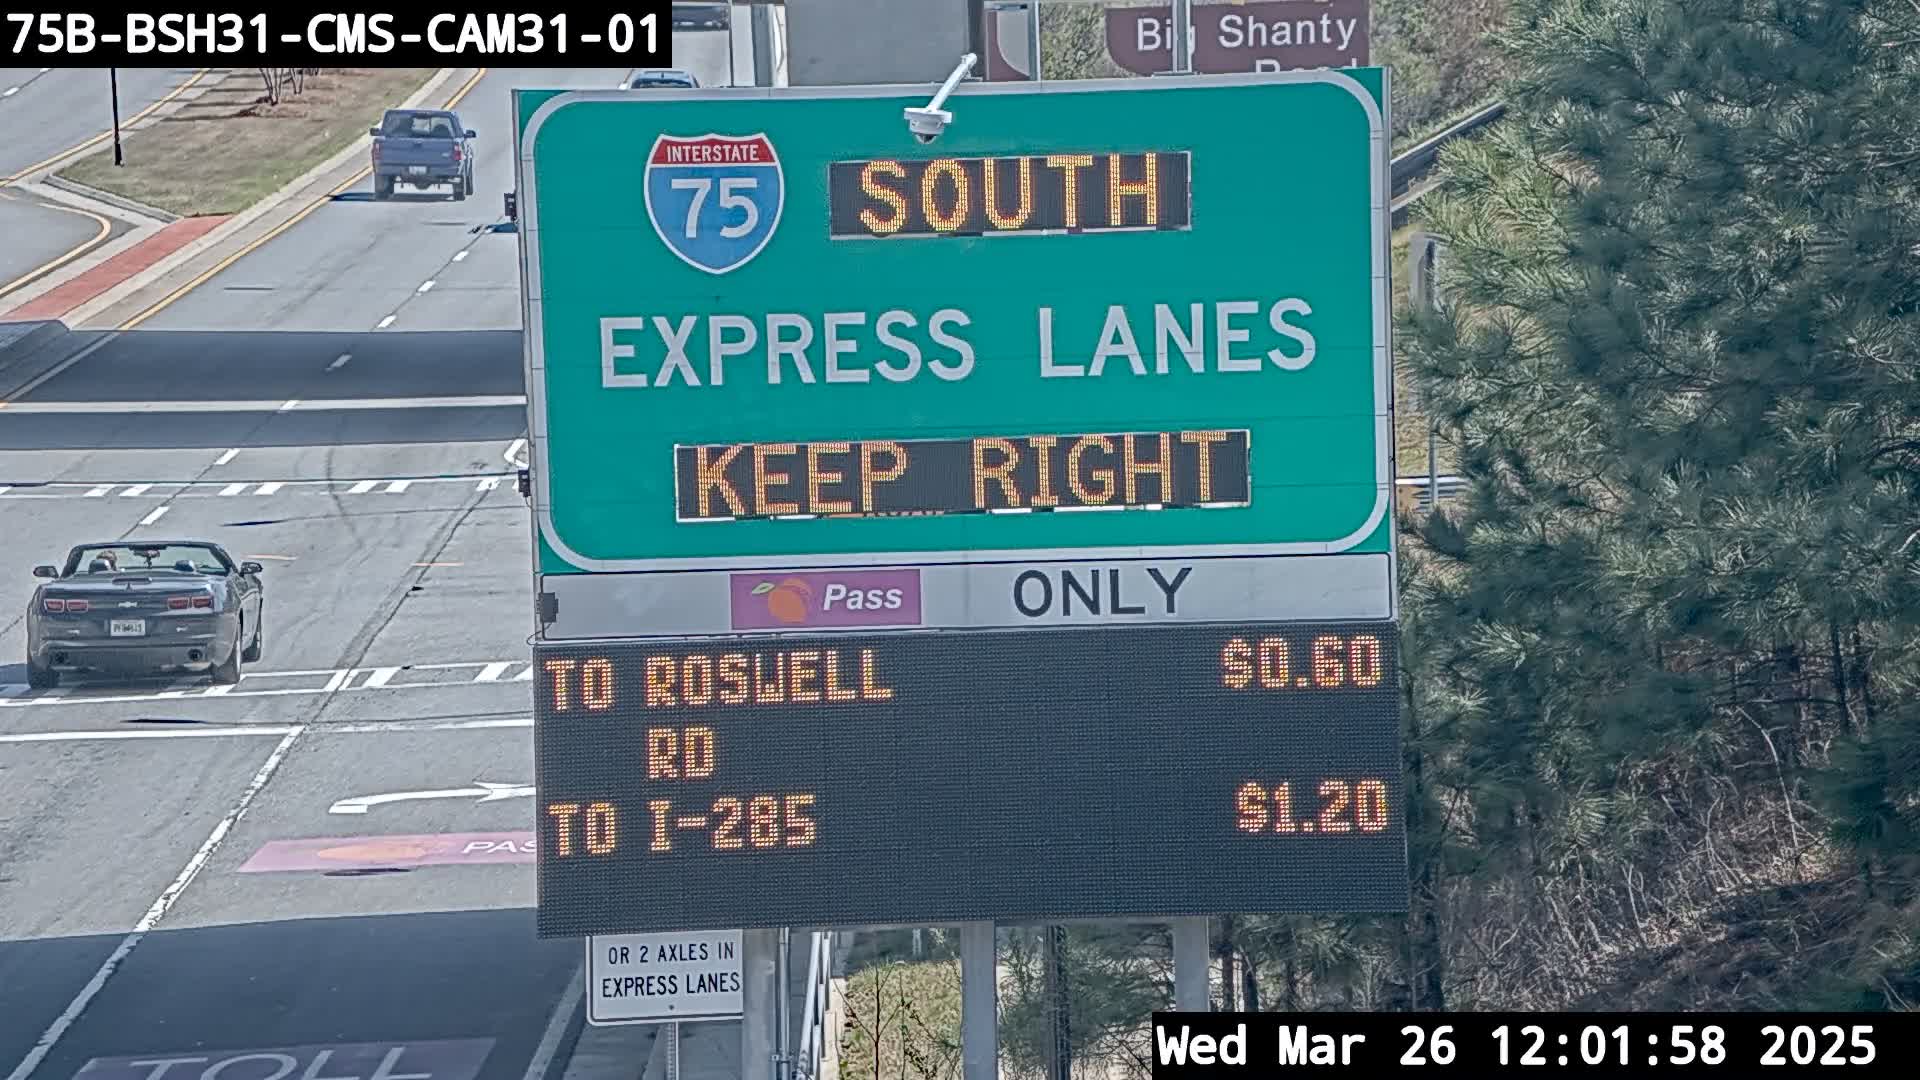 75B-BSH31-CMS-CAM31-01
Big Shanty
Road
INTERSTATE
75
SOUTH
EXPRESS LANES
KEEP RIGHT
Pass ONLY
TO ROSWELL $0.60
RD
TO I-285 $1.20
PAS
OR 2 AXLES IN
EXPRESS LANES
TOLL
Wed Mar 26 12:01:58 2025